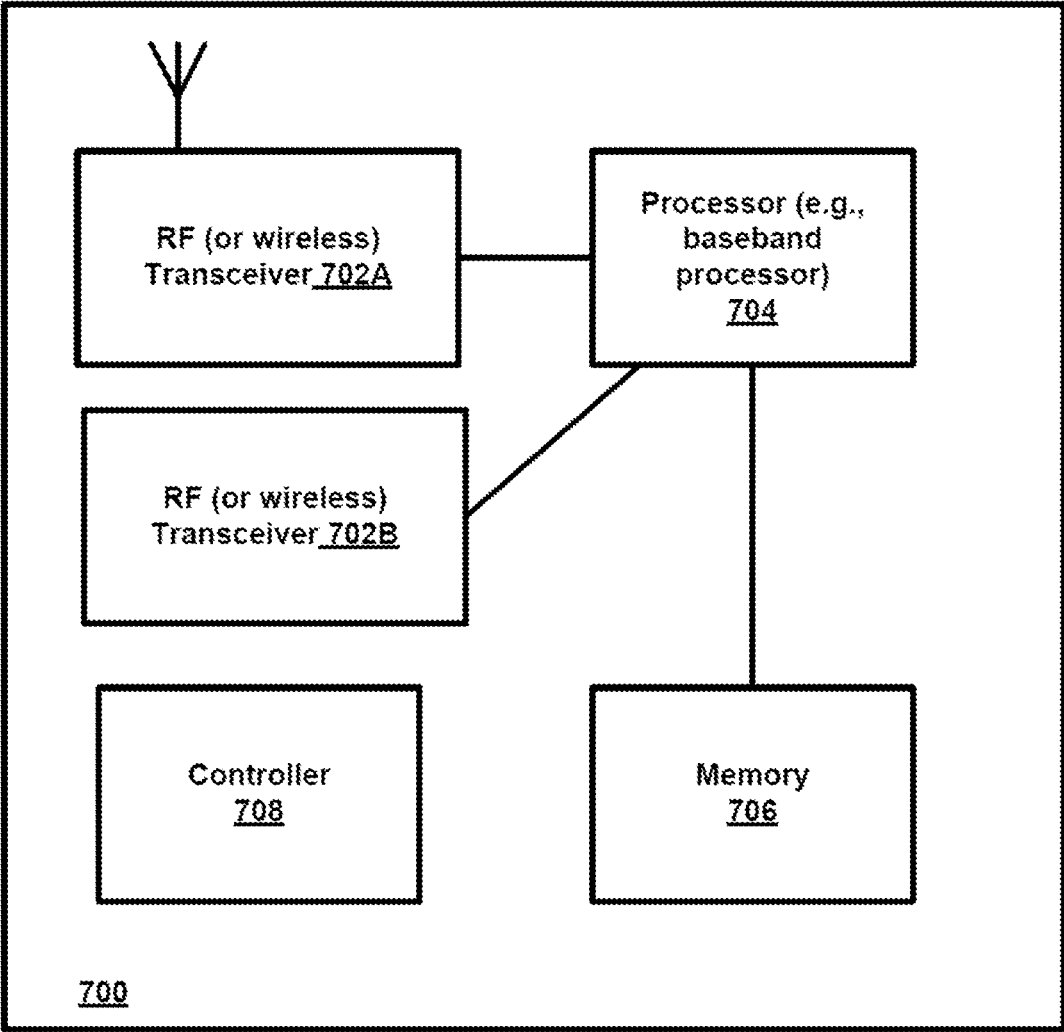 RF (or wireless)
Transceiver 702A
Processor (e.g.,
baseband
processor)
704
RF (or wireless)
Transceiver 702B
Controller
708
Memory
706
700